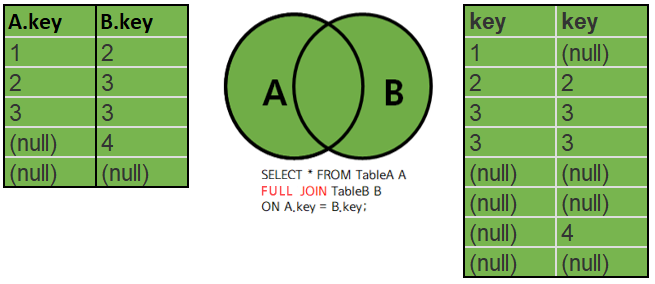 A.key B.key
1 2
2 3
3 3
(null) 4
(null) (null)
A B
SELECT * FROM TableA A
FULL JOIN TableB B
ON A.key = B.key;
key key
1 (null)
2 2
3 3
3 3
(null) (null)
(null) (null)
(null) 4
(null) (null)